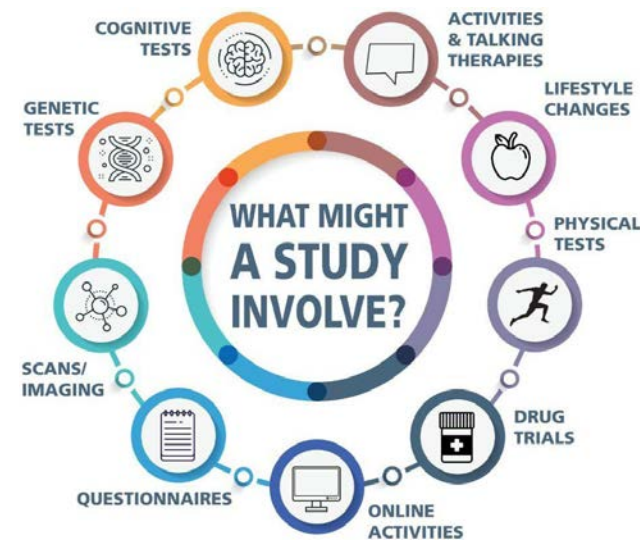 COGNITIVE
TESTS
ACTIVITIES
& TALKING
THERAPIES
LIFESTYLE
CHANGES
GENETIC
TESTS
WHAT MIGHT
A STUDY
INVOLVE?
PHYSICAL
TESTS
SCANS/
IMAGING
DRUG
TRIALS
QUESTIONNAIRES
ONLINE
ACTIVITIES